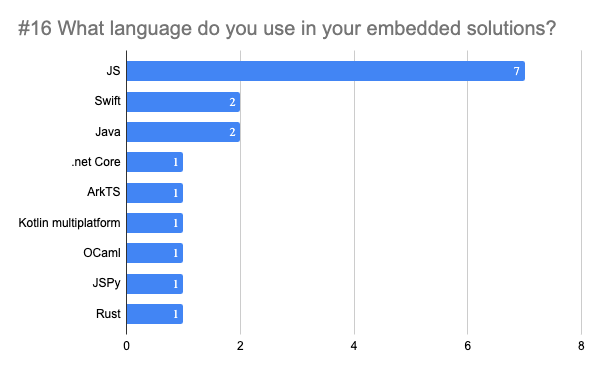 #16 What language do you use in your embedded solutions?
JS 7
Swift 2
Java 2
.net Core 1
ArkTS 1
Kotlin multiplatform 1
OCaml 1
JSPy 1
Rust 1
0 2 4 6 8